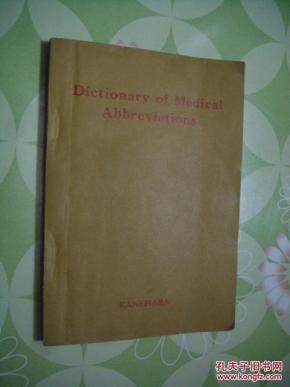 Dictionary of Medical
Abbreviations
KANEHARA
孔夫子旧书网